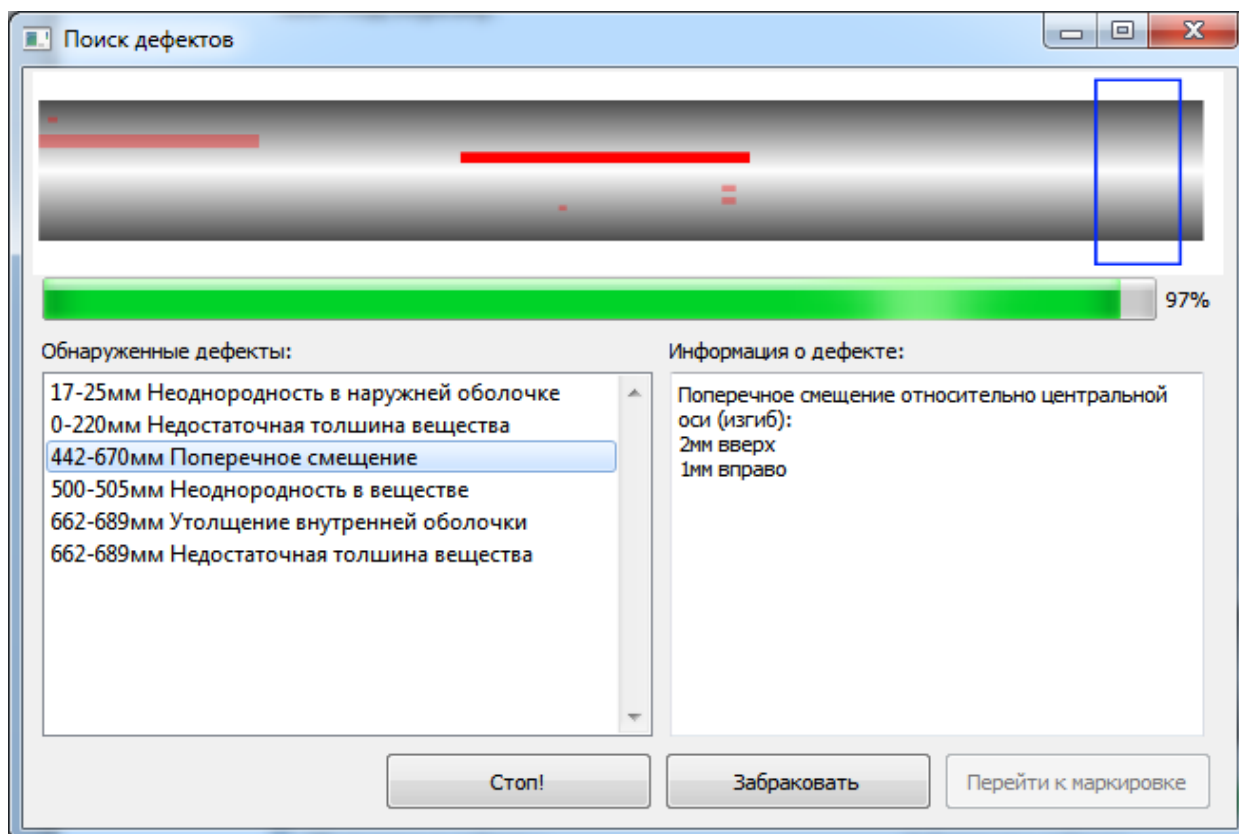 Поиск дефектов
97%
Обнаруженные дефекты:
17-25мм Неоднородность в наружней оболочке
0-220мм Недостаточная толшина вещества
442-670мм Поперечное смещение
500-505мм Неоднородность в веществе
662-689мм Утолщение внутренней оболочки
662-689мм Недостаточная толшина вещества
Информация о дефекте:
Поперечное смещение относительно центральной
оси (изгиб):
2мм вверх
1мм вправо
Стоп!
Забраковать
Перейти к маркировке